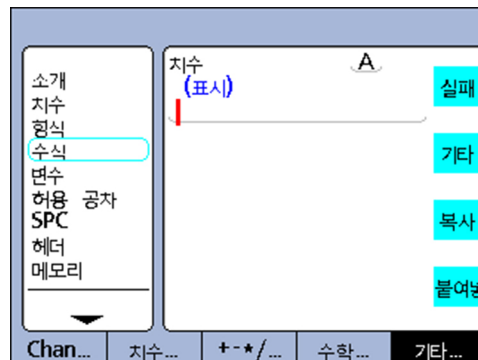 소개
치수
형식
수식
변수
허용 공차
SPC
헤더
메모리
치수
A
(표시)
실패
기타
복사
Chan...
치수...
+-*/...
수학...
기타...